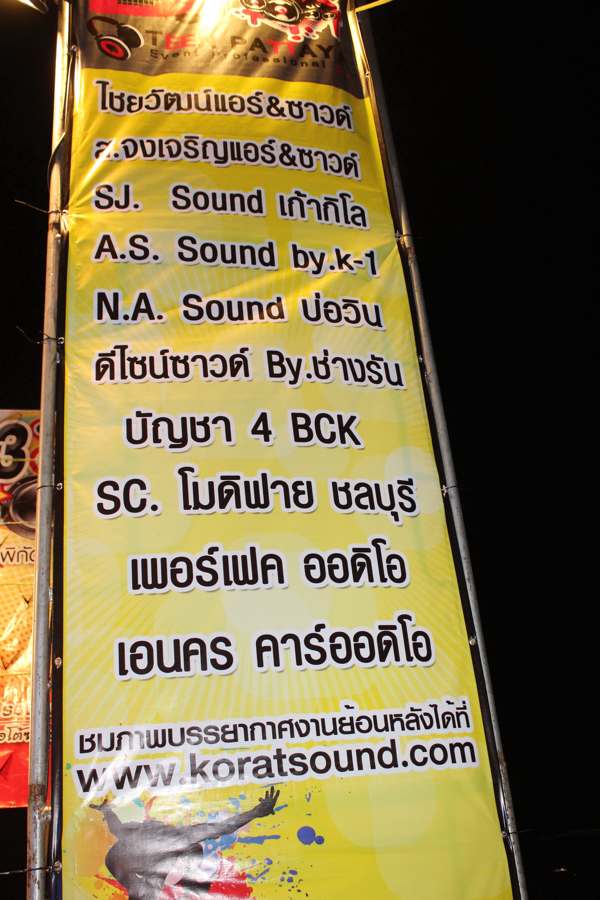 TEE . PATTAYA
Event professional
ไชยวัฒน์แอร์&ซาวด์
ส.จงเจริญแอร์&ซาวด์
SJ. Sound เก้ากิโล
A.S. Sound by.k-1
N.A. Sound บ่อวิน
ดีไซน์ซาวด์ By.ช่างรัน
บัญชา 4 BCK
SC. โมดิฟาย ชลบุรี
เพอร์เฟค ออดิโอ
เอนคร คาร์ออดิโอ
ชมภาพบรรยากาศงานย้อนหลังได้ที่
www.koratsound.com